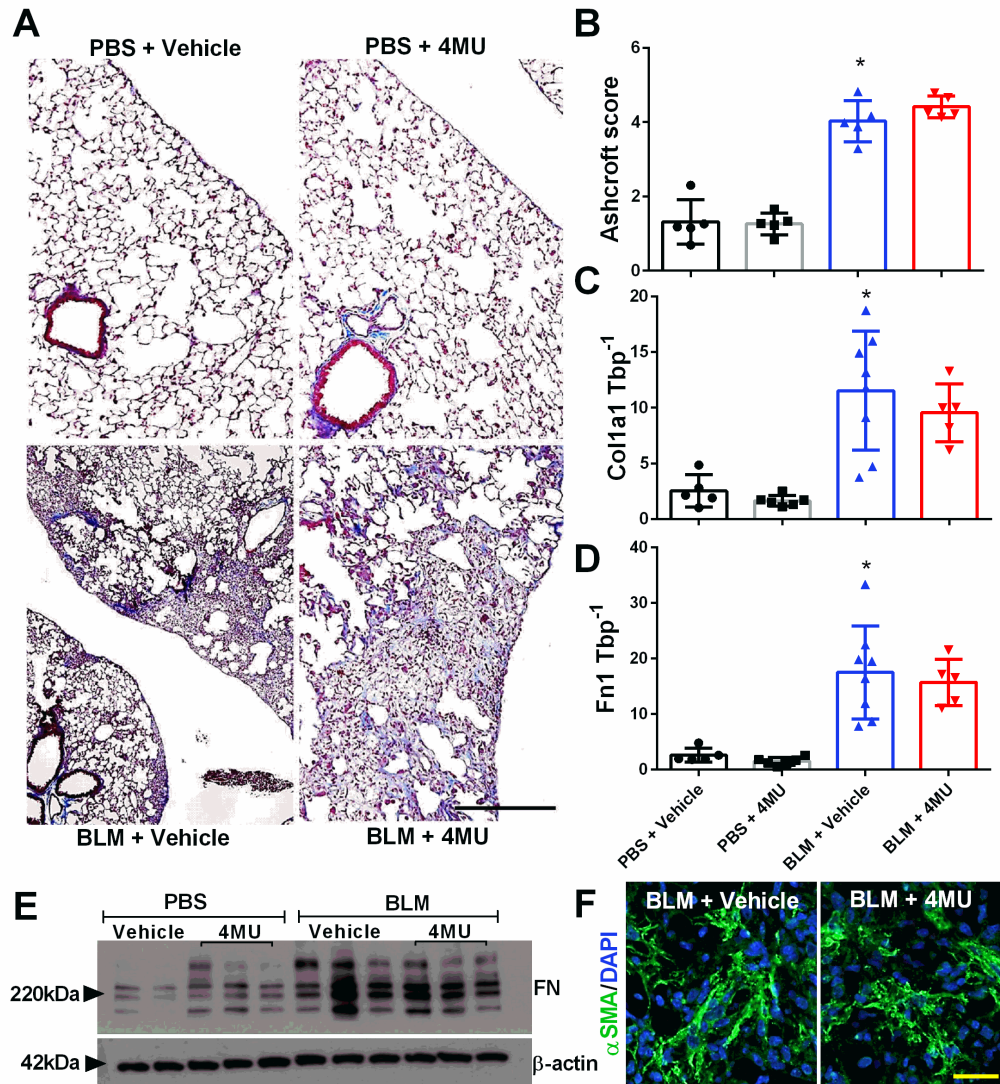 A
PBS + Vehicle
PBS + 4MU
BLM + Vehicle
BLM + 4MU
B
Ashcroft score
6
4
2
0
*
C
Col1a1 Tbp⁻¹
20
15
10
5
0
*
D
Fn1 Tbp⁻¹
40
30
20
10
0
*
PBS + Vehicle
PBS + 4MU
BLM + Vehicle
BLM + 4MU
E
PBS
BLM
Vehicle
4MU
Vehicle
4MU
220kDa
FN
42kDa
β-actin
F
BLM + Vehicle
BLM + 4MU
αSMA/DAPI